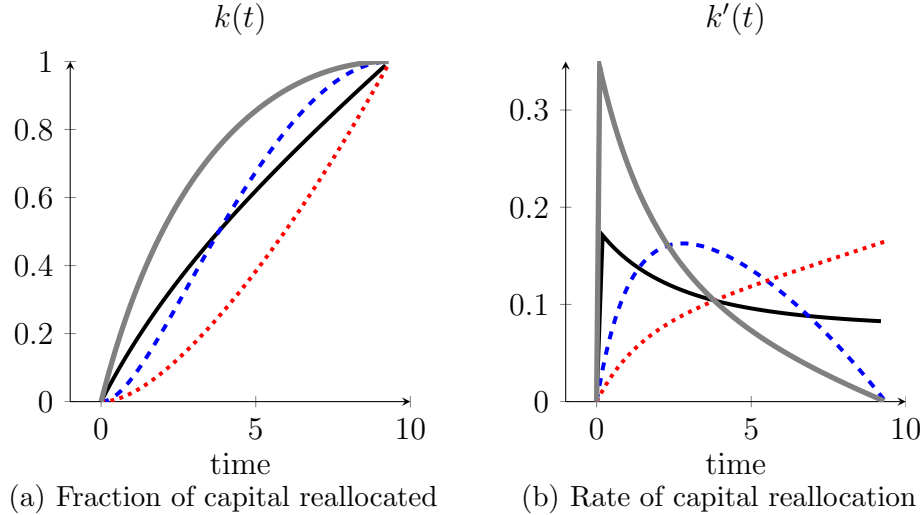 k(t)
1
0.8
0.6
0.4
0.2
0
0 5 10
time
(a) Fraction of capital reallocated
k′(t)
0.3
0.2
0.1
0
0 5 10
time
(b) Rate of capital reallocation